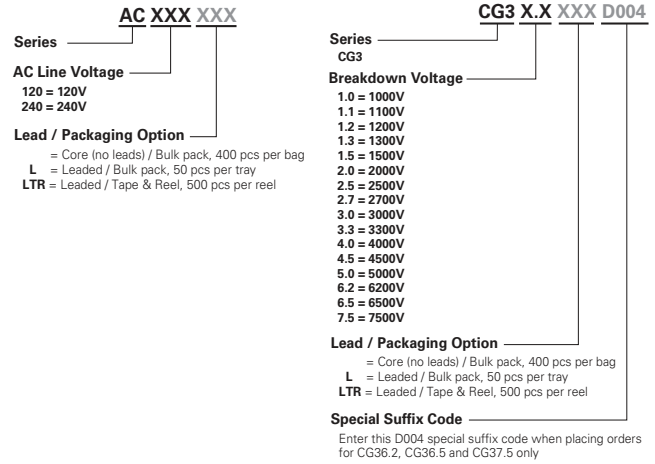 AC XXX XXX
Series
AC Line Voltage
120 = 120V
240 = 240V
Lead / Packaging Option
= Core (no leads) / Bulk pack, 400 pcs per bag
L = Leaded / Bulk pack, 50 pcs per tray
LTR = Leaded / Tape & Reel, 500 pcs per reel
CG3 X.X XXX D004
Series
CG3
Breakdown Voltage
1.0 = 1000V
1.1 = 1100V
1.2 = 1200V
1.3 = 1300V
1.5 = 1500V
2.0 = 2000V
2.5 = 2500V
2.7 = 2700V
3.0 = 3000V
3.3 = 3300V
4.0 = 4000V
4.5 = 4500V
5.0 = 5000V
6.2 = 6200V
6.5 = 6500V
7.5 = 7500V
Lead / Packaging Option
= Core (no leads) / Bulk pack, 400 pcs per bag
L = Leaded / Bulk pack, 50 pcs per tray
LTR = Leaded / Tape & Reel, 500 pcs per reel
Special Suffix Code
Enter this D004 special suffix code when placing orders
for CG36.2, CG36.5 and CG37.5 only